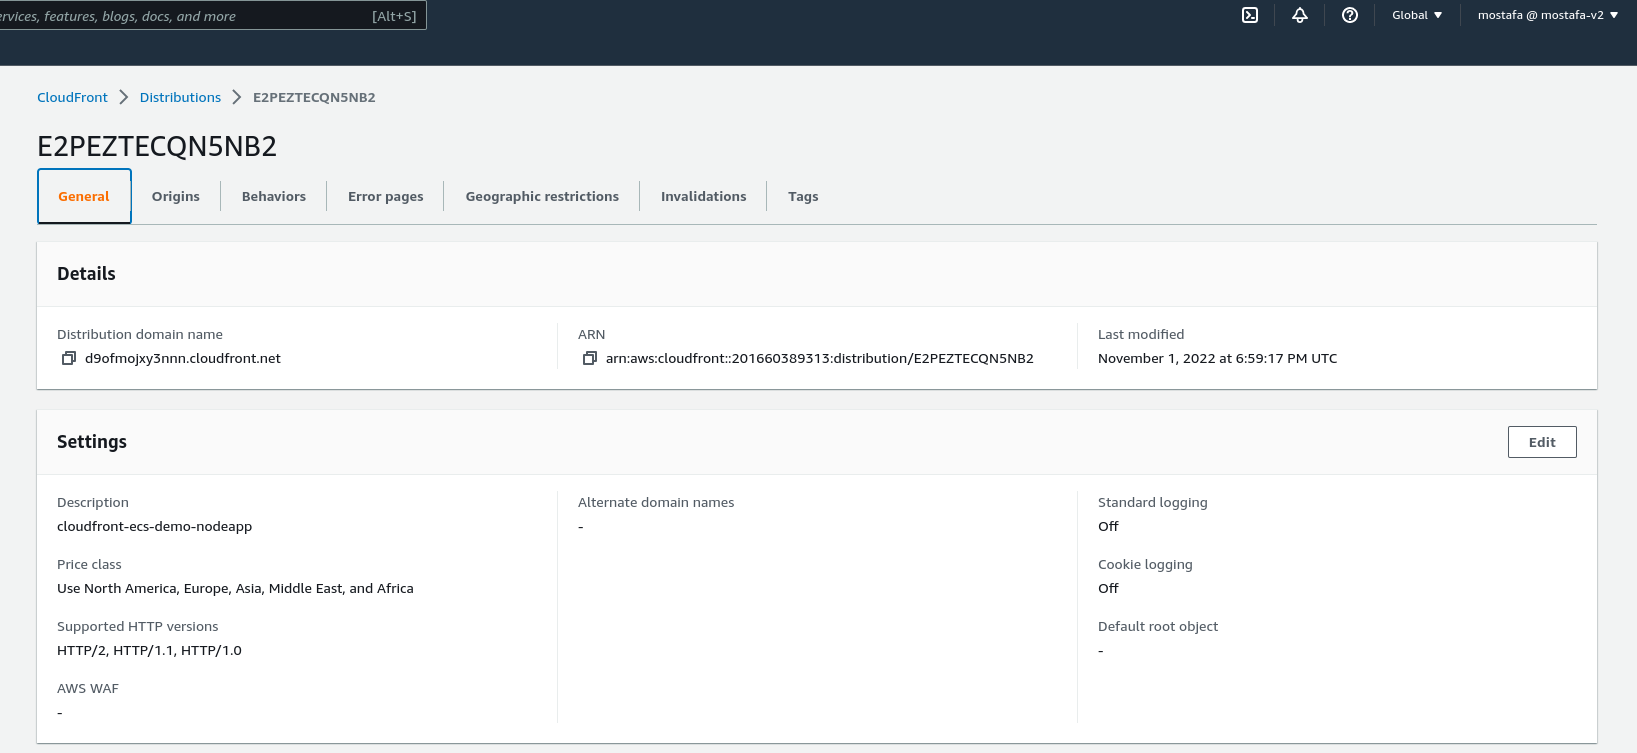 services, features, blogs, docs, and more [Alt+S] Global mostafa @ mostafa-v2
CloudFront Distributions E2PEZTECQN5NB2
E2PEZTECQN5NB2
General Origins Behaviors Error pages Geographic restrictions Invalidations Tags
Details
Distribution domain name ARN Last modified
d9ofmojxy3nnn.cloudfront.net arn:aws:cloudfront::201660389313:distribution/E2PEZTECQN5NB2 November 1, 2022 at 6:59:17 PM UTC
Settings Edit
Description Alternate domain names Standard logging
cloudfront-ecs-demo-nodeapp - Off
Price class Cookie logging
Use North America, Europe, Asia, Middle East, and Africa Off
Supported HTTP versions Default root object
HTTP/2, HTTP/1.1, HTTP/1.0 -
AWS WAF
-